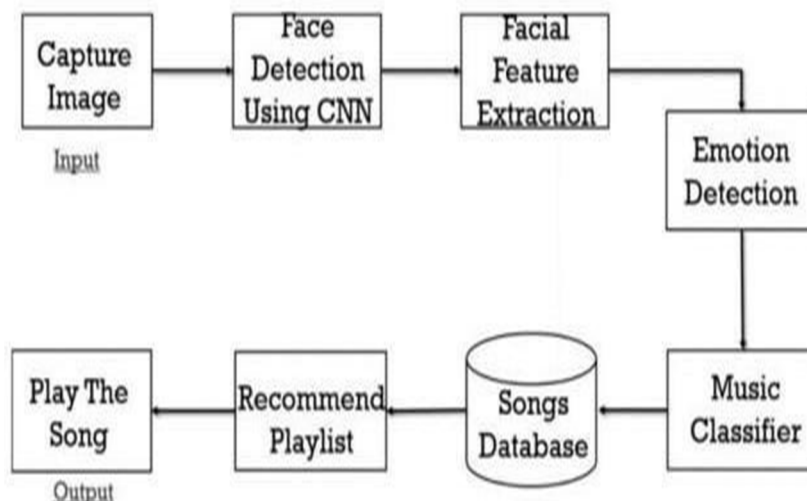 Capture
Image
Input
Face
Detection
Using CNN
Facial
Feature
Extraction
Emotion
Detection
Music
Classifier
Songs
Database
Recommend
Playlist
Play The
Song
Output